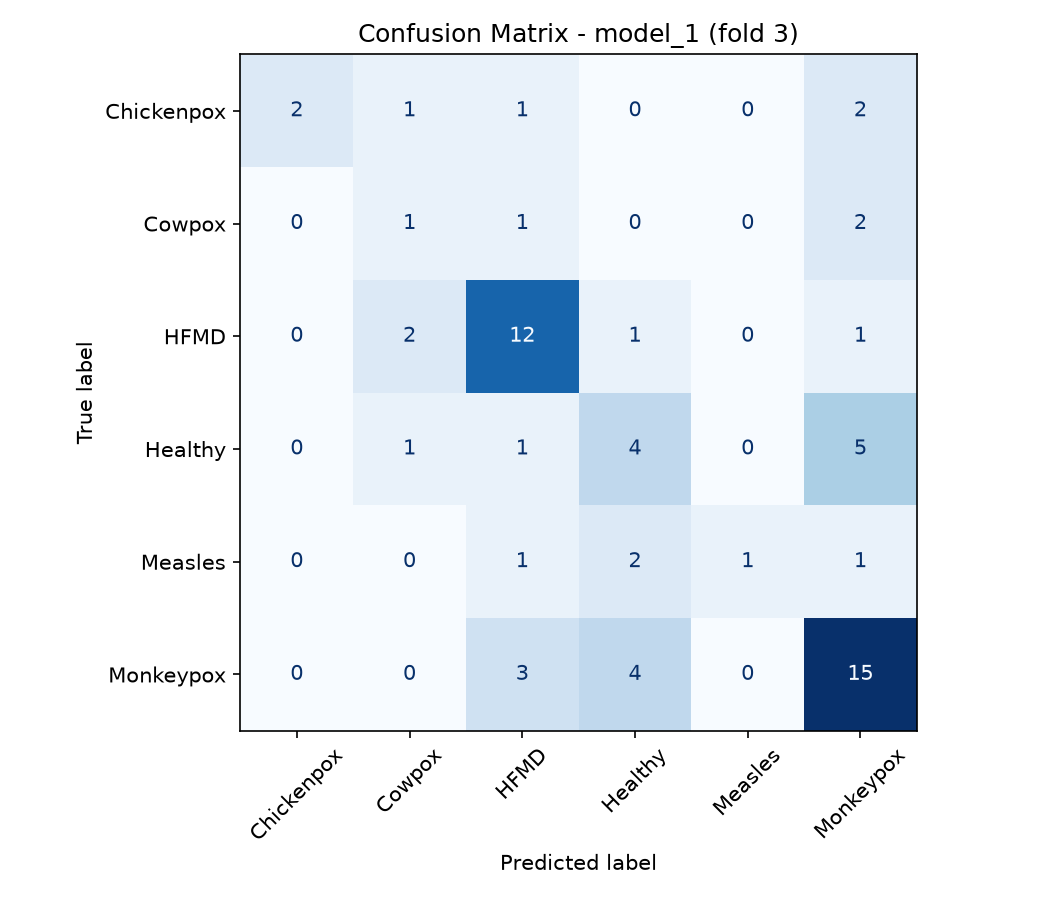 Confusion Matrix - model_1 (fold 3)
True label
Chickenpox 2 1 1 0 0 2
Cowpox 0 1 1 0 0 2
HFMD 0 2 12 1 0 1
Healthy 0 1 1 4 0 5
Measles 0 0 1 2 1 1
Monkeypox 0 0 3 4 0 15
Chickenpox Cowpox HFMD Healthy Measles Monkeypox
Predicted label